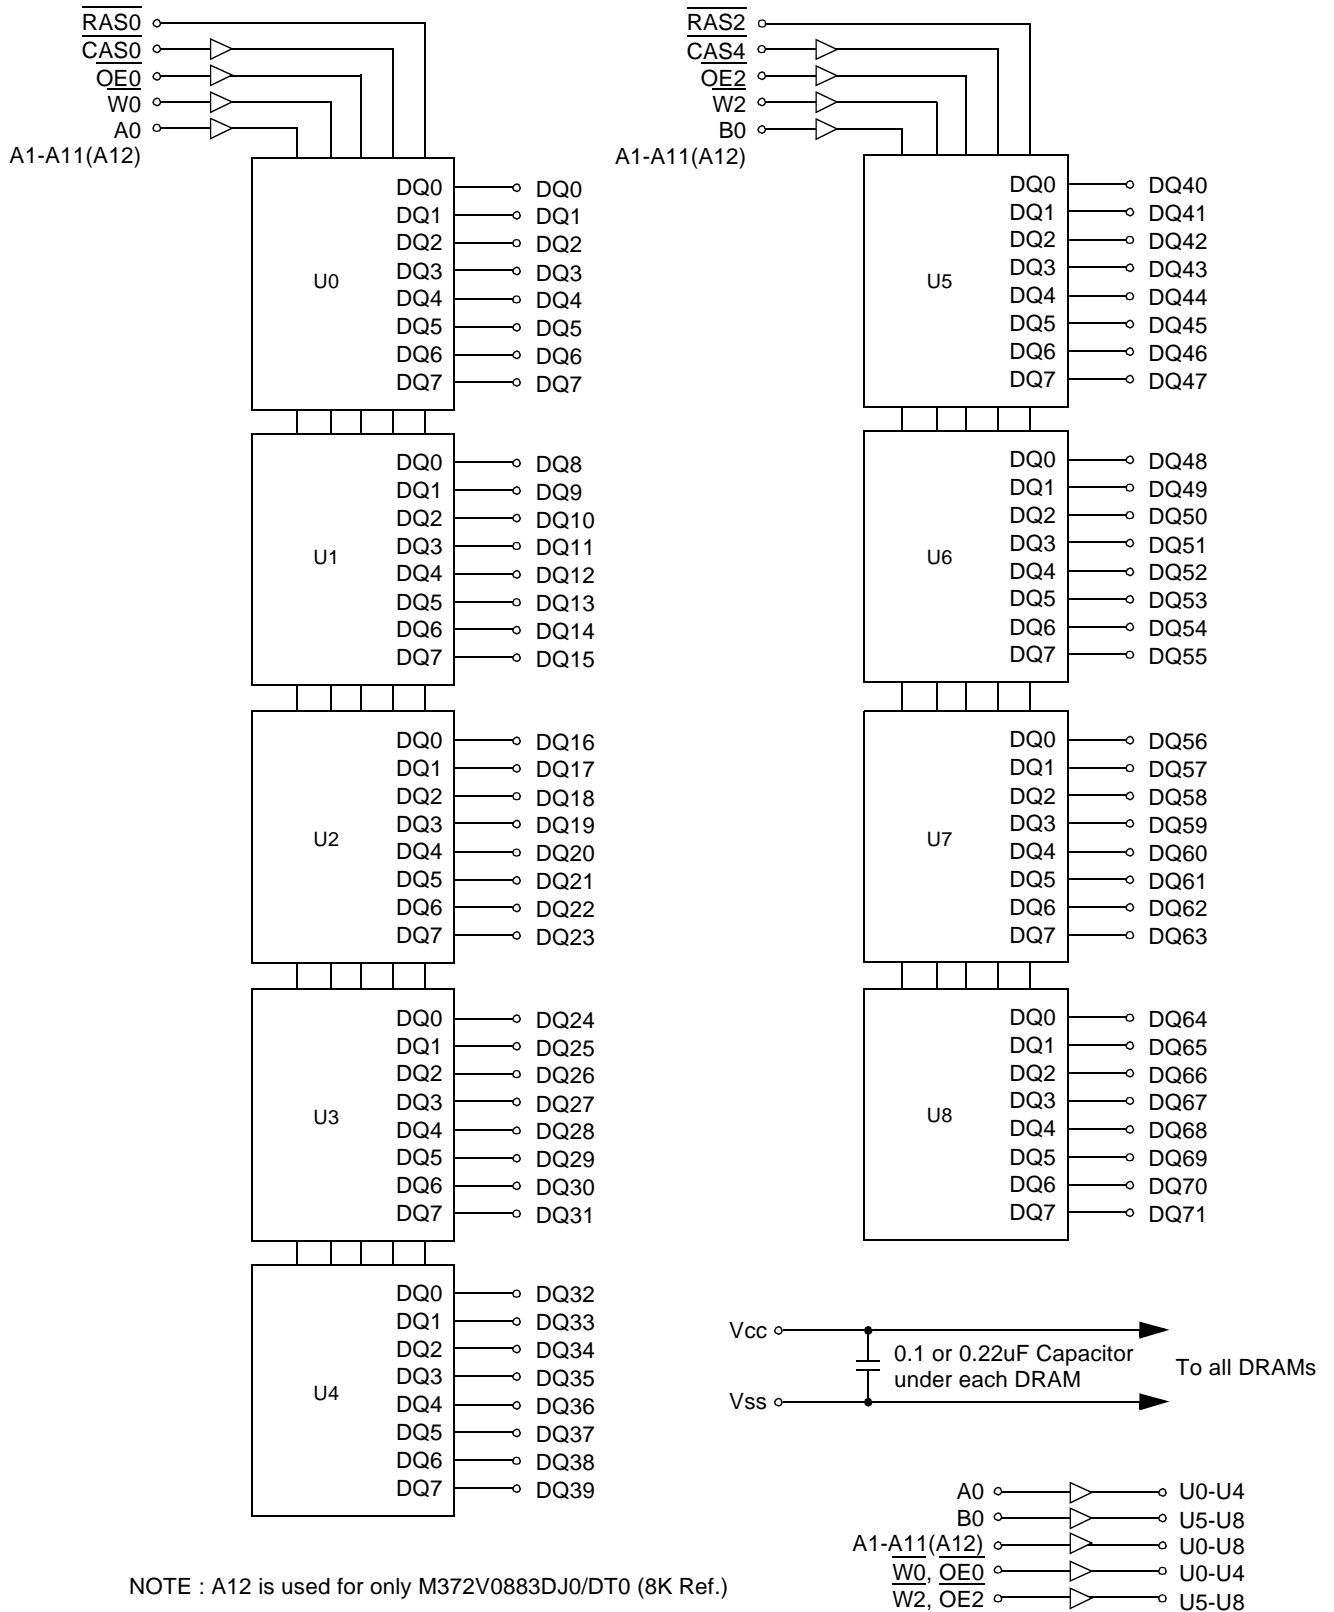 RAS0
CAS0
OE0
W0
A0
A1-A11(A12)
U0
DQ0 DQ0
DQ1 DQ1
DQ2 DQ2
DQ3 DQ3
DQ4 DQ4
DQ5 DQ5
DQ6 DQ6
DQ7 DQ7
U1
DQ0 DQ8
DQ1 DQ9
DQ2 DQ10
DQ3 DQ11
DQ4 DQ12
DQ5 DQ13
DQ6 DQ14
DQ7 DQ15
U2
DQ0 DQ16
DQ1 DQ17
DQ2 DQ18
DQ3 DQ19
DQ4 DQ20
DQ5 DQ21
DQ6 DQ22
DQ7 DQ23
U3
DQ0 DQ24
DQ1 DQ25
DQ2 DQ26
DQ3 DQ27
DQ4 DQ28
DQ5 DQ29
DQ6 DQ30
DQ7 DQ31
U4
DQ0 DQ32
DQ1 DQ33
DQ2 DQ34
DQ3 DQ35
DQ4 DQ36
DQ5 DQ37
DQ6 DQ38
DQ7 DQ39
RAS2
CAS4
OE2
W2
B0
A1-A11(A12)
U5
DQ0 DQ40
DQ1 DQ41
DQ2 DQ42
DQ3 DQ43
DQ4 DQ44
DQ5 DQ45
DQ6 DQ46
DQ7 DQ47
U6
DQ0 DQ48
DQ1 DQ49
DQ2 DQ50
DQ3 DQ51
DQ4 DQ52
DQ5 DQ53
DQ6 DQ54
DQ7 DQ55
U7
DQ0 DQ56
DQ1 DQ57
DQ2 DQ58
DQ3 DQ59
DQ4 DQ60
DQ5 DQ61
DQ6 DQ62
DQ7 DQ63
U8
DQ0 DQ64
DQ1 DQ65
DQ2 DQ66
DQ3 DQ67
DQ4 DQ68
DQ5 DQ69
DQ6 DQ70
DQ7 DQ71
Vcc
0.1 or 0.22uF Capacitor
under each DRAM
To all DRAMs
Vss
A0 U0-U4
B0 U5-U8
A1-A11(A12) U0-U8
W0, OE0 U0-U4
W2, OE2 U5-U8
NOTE : A12 is used for only M372V0883DJ0/DT0 (8K Ref.)